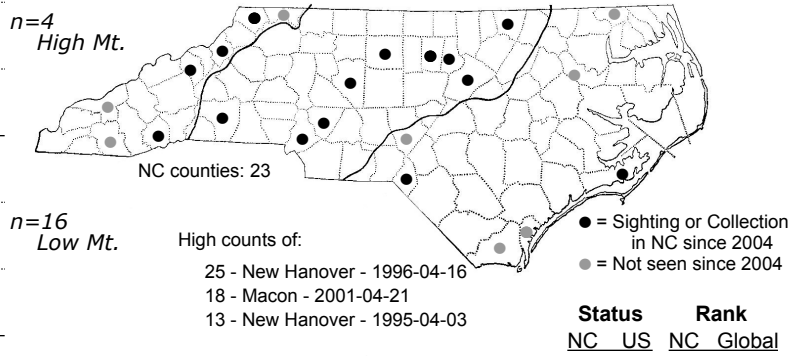 n=4
High Mt.
NC counties: 23
n=16
Low Mt.
High counts of:
25 - New Hanover - 1996-04-16
18 - Macon - 2001-04-21
13 - New Hanover - 1995-04-03
● = Sighting or Collection
in NC since 2004
● = Not seen since 2004
Status Rank
NC US NC Global